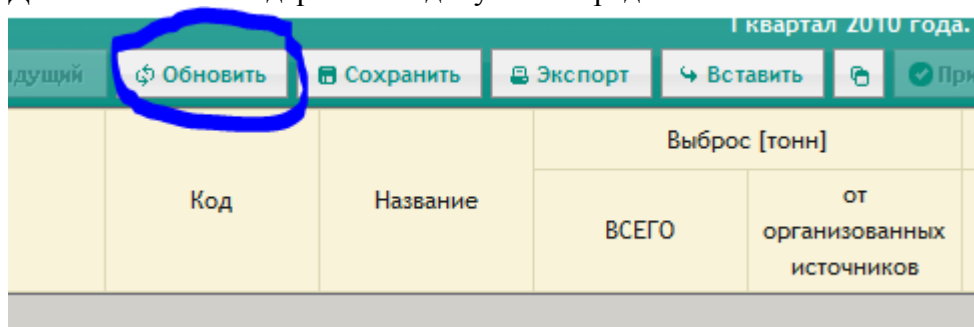 I квартал 2010 года.
Обновить Сохранить Экспорт Вставить
Выброс [тонн]
Код Название
ВСЕГО
от
организованных
источников